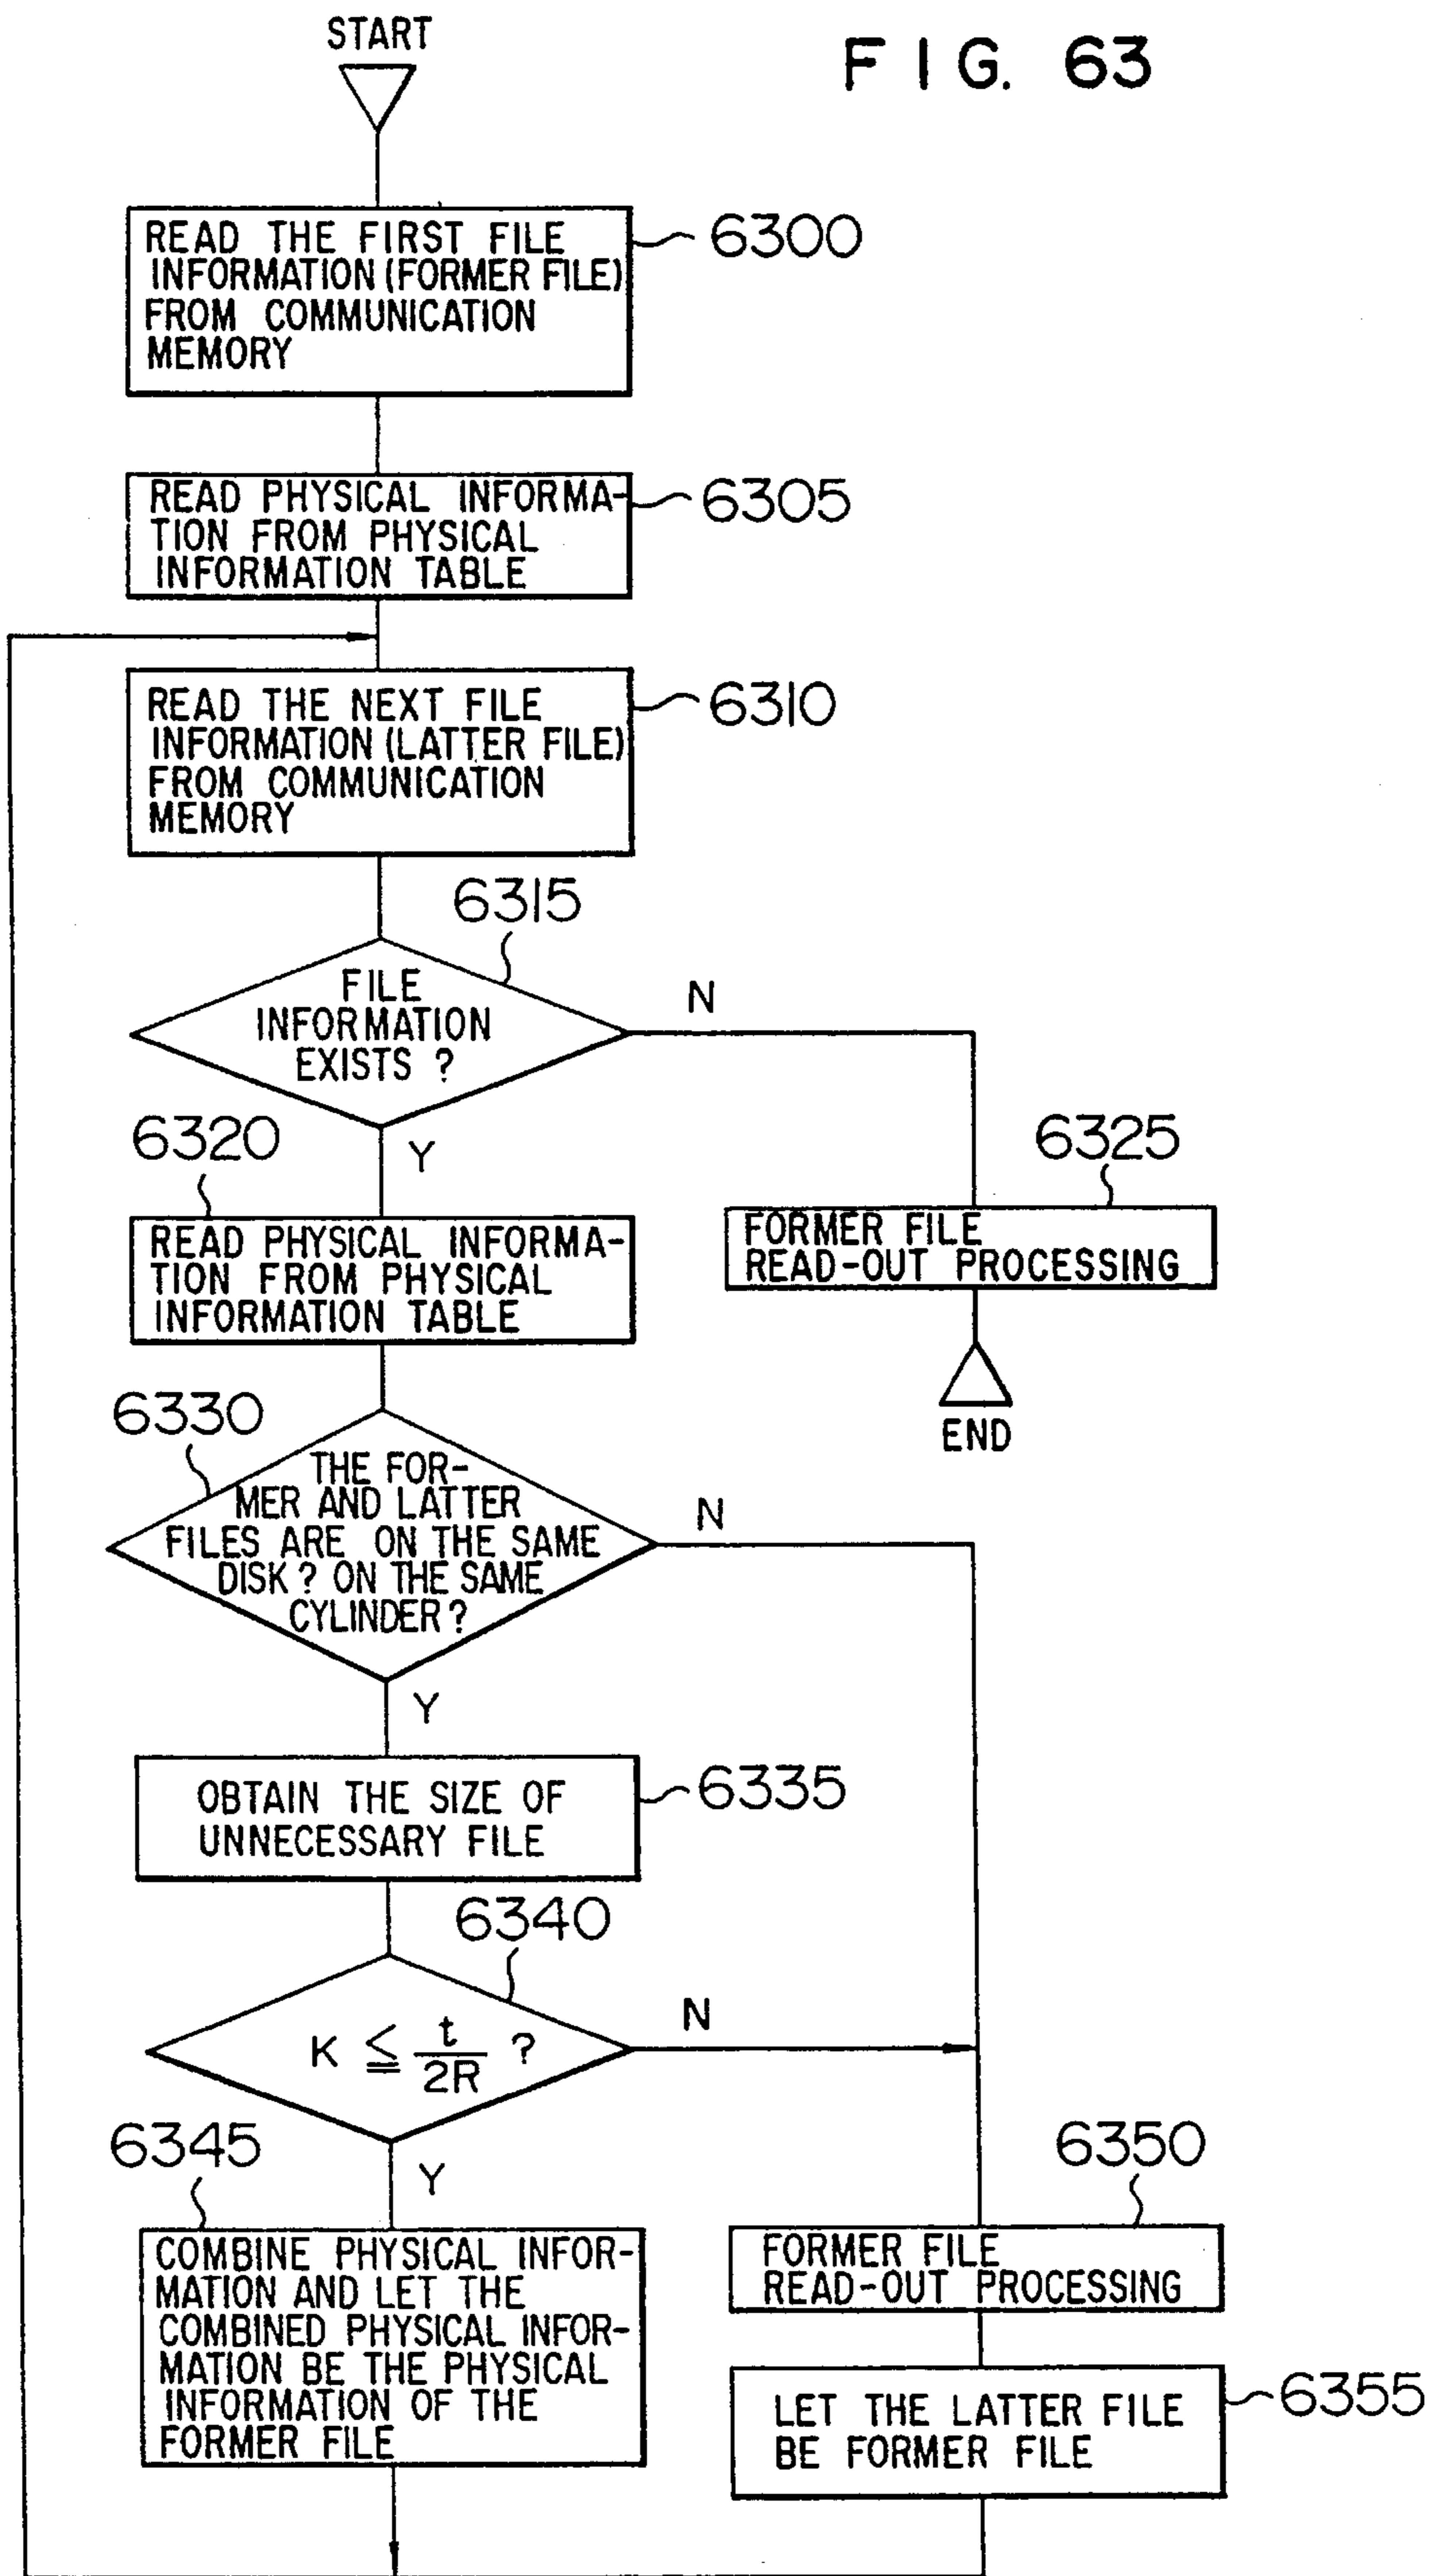 START
FIG. 63
READ THE FIRST FILE
INFORMATION (FORMER FILE)
FROM COMMUNICATION
MEMORY
6300
READ PHYSICAL INFORMA-
TION FROM PHYSICAL
INFORMATION TABLE
6305
READ THE NEXT FILE
INFORMATION (LATTER FILE)
FROM COMMUNICATION
MEMORY
6310
6315
FILE
INFORMATION
EXISTS ?
N
Y
6320
READ PHYSICAL INFORMA-
TION FROM PHYSICAL
INFORMATION TABLE
6325
FORMER FILE
READ-OUT PROCESSING
END
6330
THE FOR-
MER AND LATTER
FILES ARE ON THE SAME
DISK ? ON THE SAME
CYLINDER ?
N
Y
OBTAIN THE SIZE OF
UNNECESSARY FILE
6335
6340
K ≦ t/2R ?
N
Y
6345
COMBINE PHYSICAL INFOR-
MATION AND LET THE
COMBINED PHYSICAL INFOR-
MATION BE THE PHYSICAL
INFORMATION OF THE
FORMER FILE
6350
FORMER FILE
READ-OUT PROCESSING
LET THE LATTER FILE
BE FORMER FILE
6355